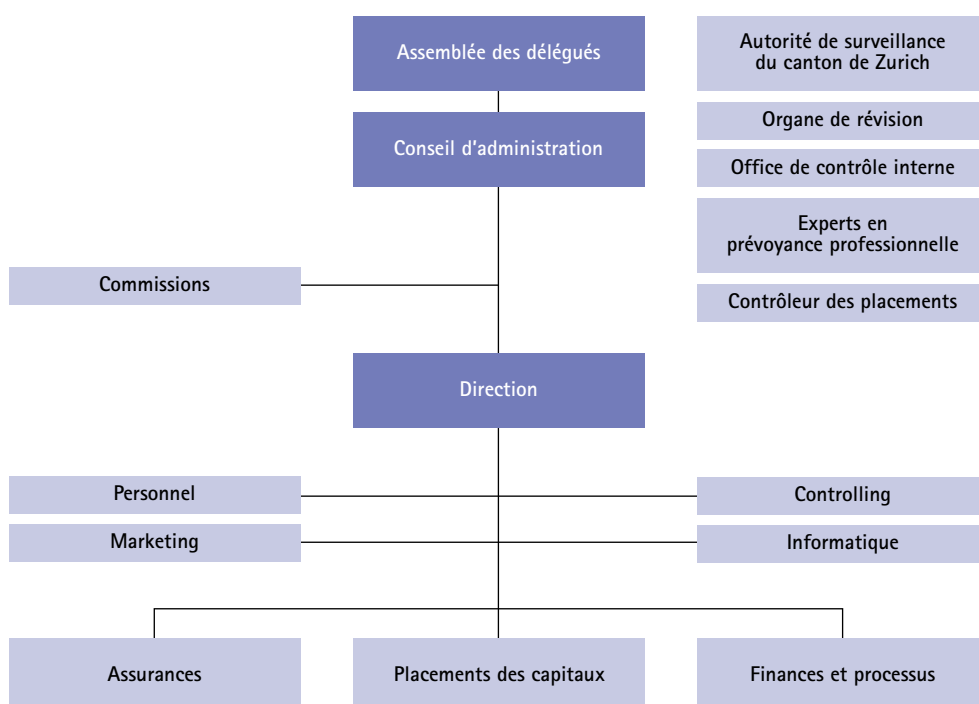 Assemblée des délégués
Autorité de surveillance
du canton de Zurich
Conseil d'administration
Organe de révision
Office de contrôle interne
Experts en
prévoyance professionnelle
Commissions
Contrôleur des placements
Direction
Personnel
Controlling
Marketing
Informatique
Assurances
Placements des capitaux
Finances et processus